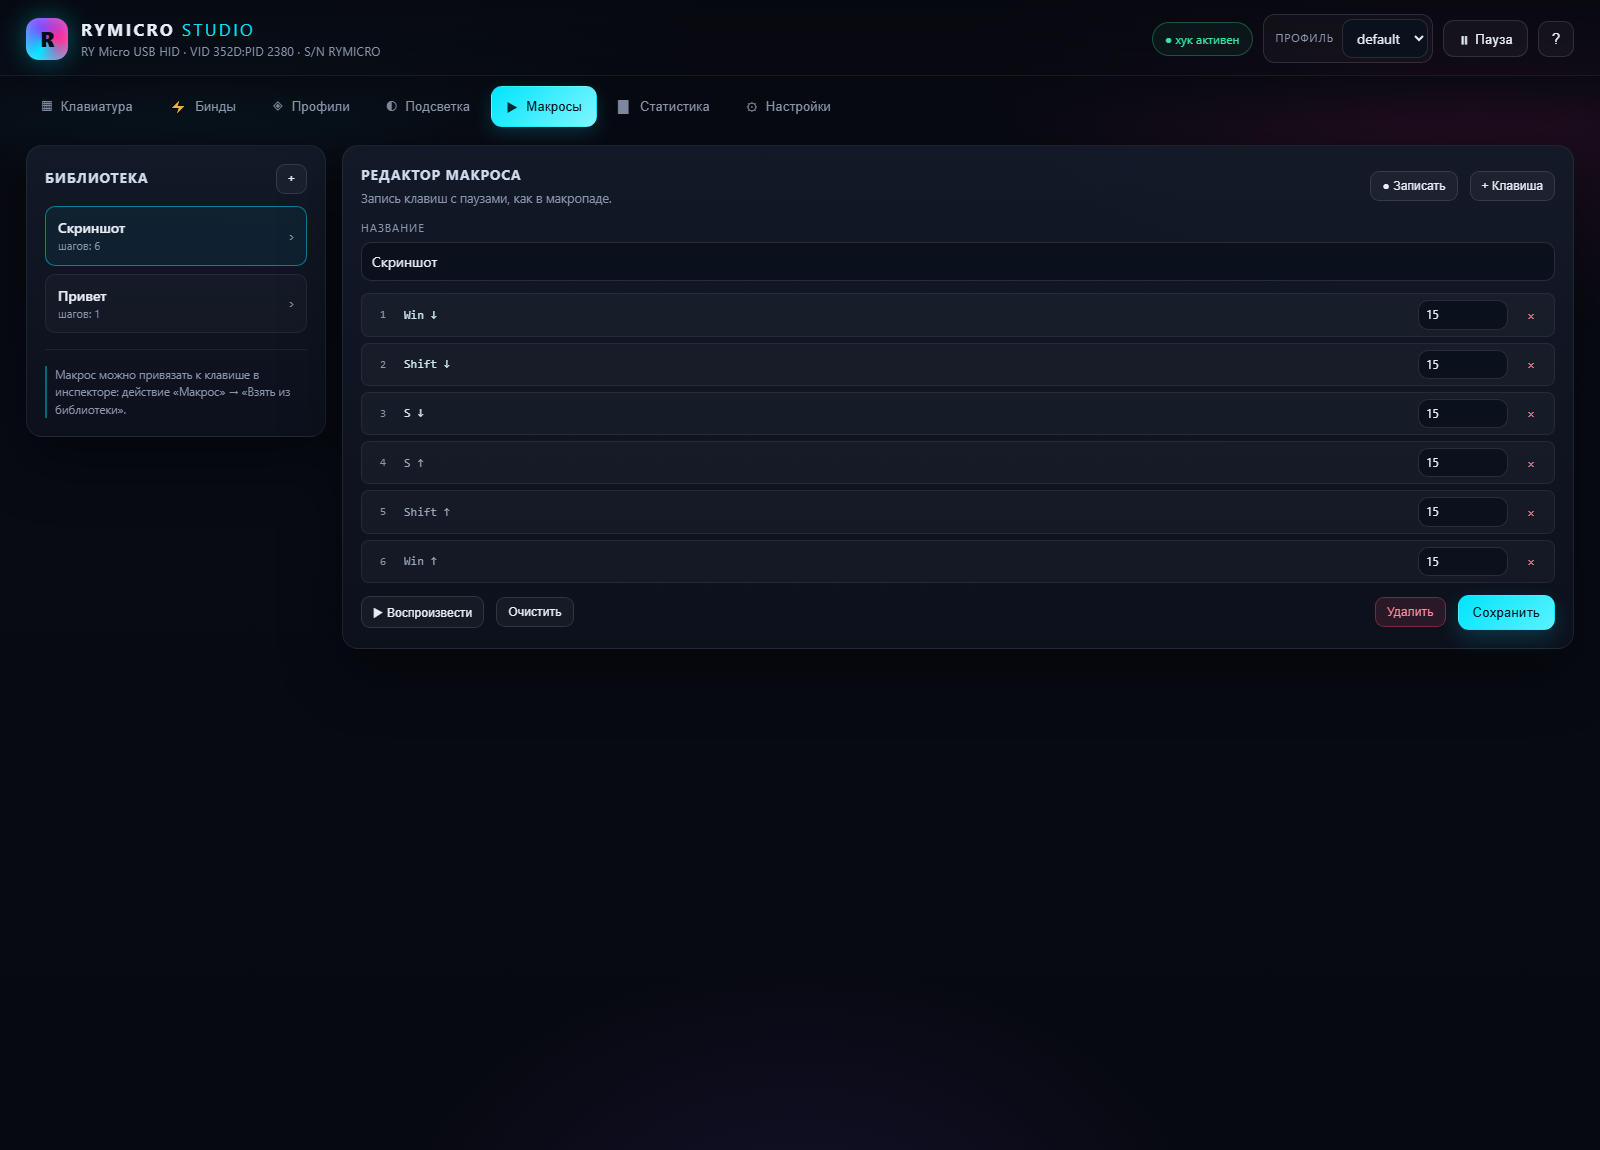 R
RYMICRO STUDIO
RY Micro USB HID · VID 352D:PID 2380 · S/N RYMICRO
● хук активен
ПРОФИЛЬ
default
Пауза
?
Клавиатура
Бинды
Профили
Подсветка
Макросы
Статистика
Настройки
БИБЛИОТЕКА
+
Скриншот
шагов: 6
›
Привет
шагов: 1
›
Макрос можно привязать к клавише в
инспекторе: действие «Макрос» → «Взять из
библиотеки».
РЕДАКТОР МАКРОСА
Запись клавиш с паузами, как в макропаде.
● Записать
+ Клавиша
НАЗВАНИЕ
Скриншот
1 Win ↓ 15 ×
2 Shift ↓ 15 ×
3 S ↓ 15 ×
4 S ↑ 15 ×
5 Shift ↑ 15 ×
6 Win ↑ 15 ×
▶ Воспроизвести
Очистить
Удалить
Сохранить